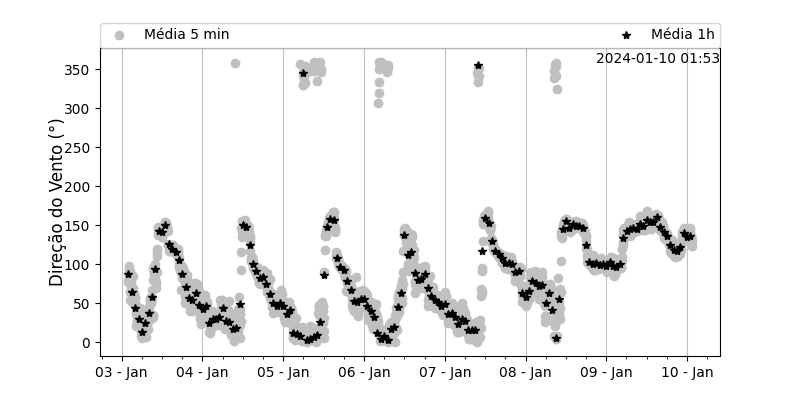 Média 5 min
Média 1h
2024-01-10 01:53
Direção do Vento (°)
350
300
250
200
150
100
50
0
03 - Jan
04 - Jan
05 - Jan
06 - Jan
07 - Jan
08 - Jan
09 - Jan
10 - Jan